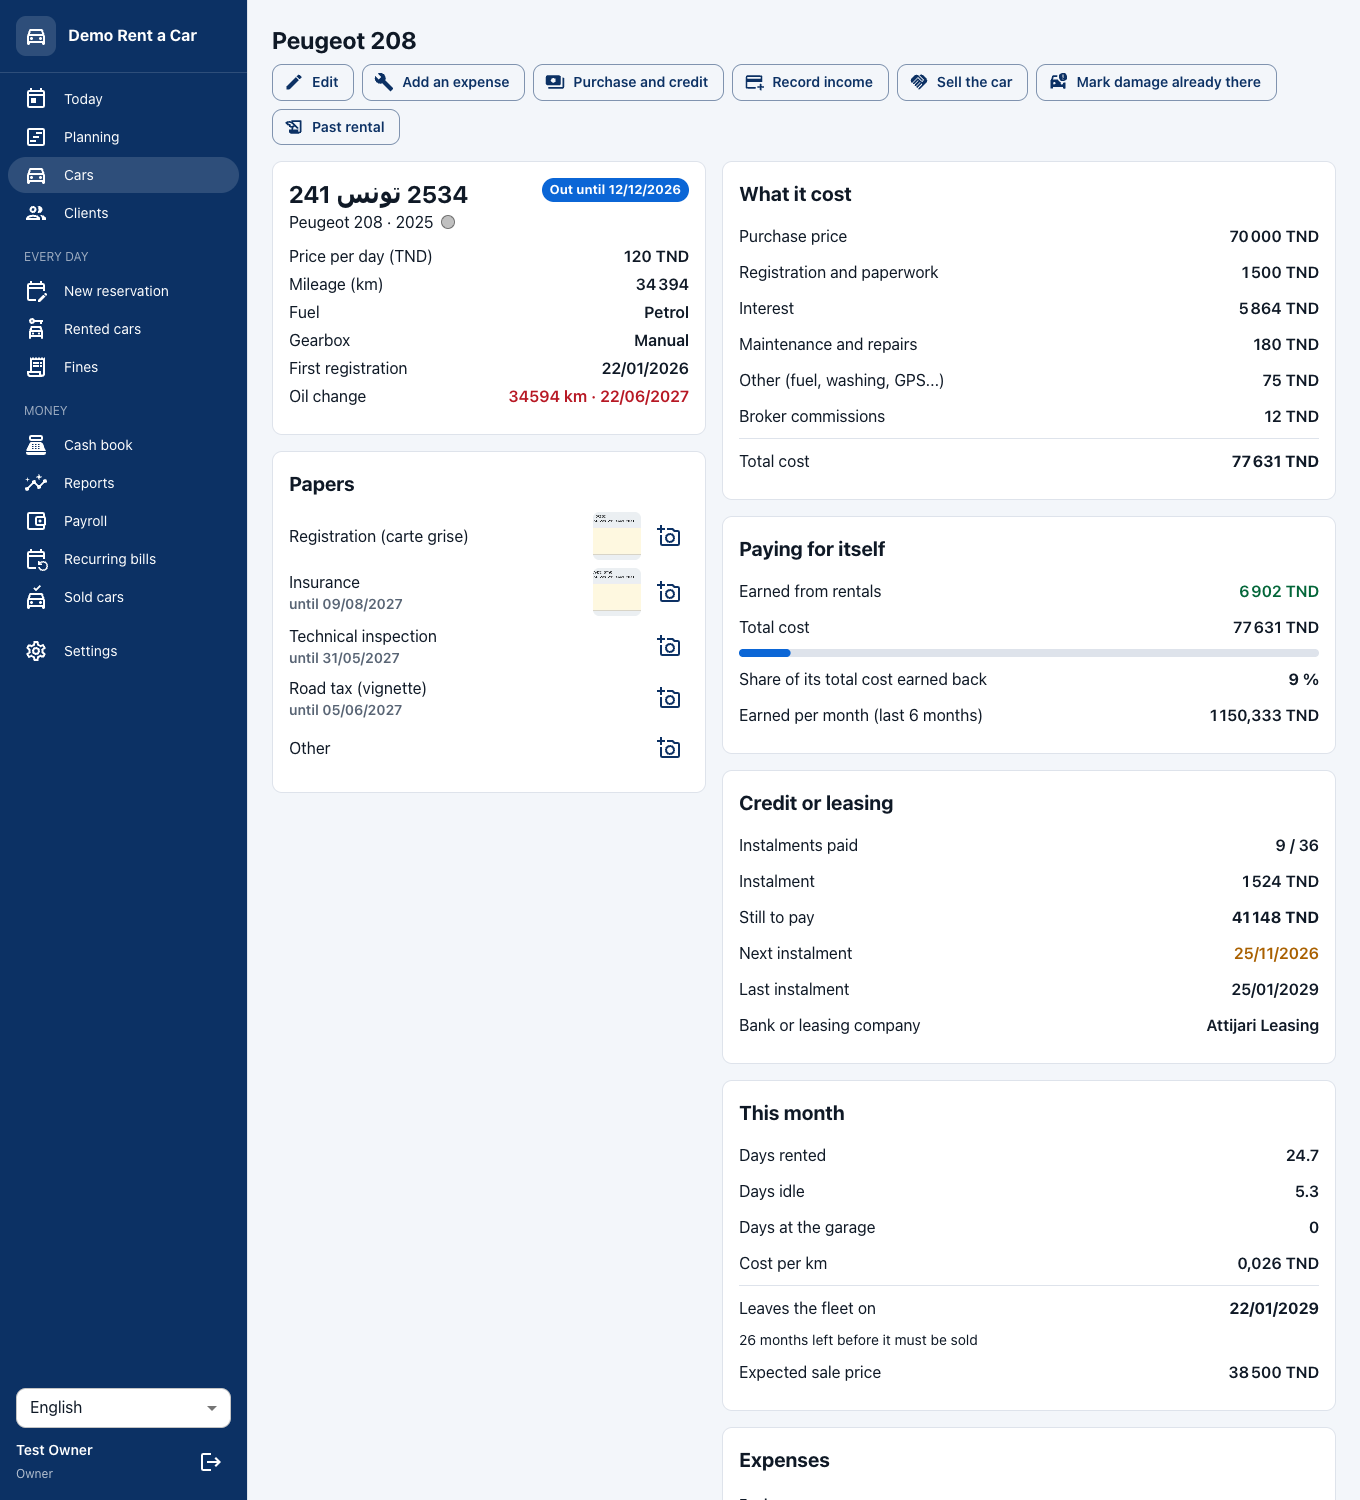 Demo Rent a Car
Today
Planning
Cars
Clients
EVERY DAY
New reservation
Rented cars
Fines
MONEY
Cash book
Reports
Payroll
Recurring bills
Sold cars
Settings
English
Test Owner
Owner
Peugeot 208
Edit
Add an expense
Purchase and credit
Record income
Sell the car
Mark damage already there
Past rental
241 تونس 2534
Out until 12/12/2026
Peugeot 208 · 2025
Price per day (TND) 120 TND
Mileage (km) 34 394
Fuel Petrol
Gearbox Manual
First registration 22/01/2026
Oil change 34594 km · 22/06/2027
Papers
Registration (carte grise)
Insurance
until 09/08/2027
Technical inspection
until 31/05/2027
Road tax (vignette)
until 05/06/2027
Other
What it cost
Purchase price 70 000 TND
Registration and paperwork 1 500 TND
Interest 5 864 TND
Maintenance and repairs 180 TND
Other (fuel, washing, GPS...) 75 TND
Broker commissions 12 TND
Total cost 77 631 TND
Paying for itself
Earned from rentals 6 902 TND
Total cost 77 631 TND
Share of its total cost earned back 9 %
Earned per month (last 6 months) 1 150,333 TND
Credit or leasing
Instalments paid 9 / 36
Instalment 1 524 TND
Still to pay 41 148 TND
Next instalment 25/11/2026
Last instalment 25/01/2029
Bank or leasing company Attijari Leasing
This month
Days rented 24.7
Days idle 5.3
Days at the garage 0
Cost per km 0,026 TND
Leaves the fleet on 22/01/2029
26 months left before it must be sold
Expected sale price 38 500 TND
Expenses